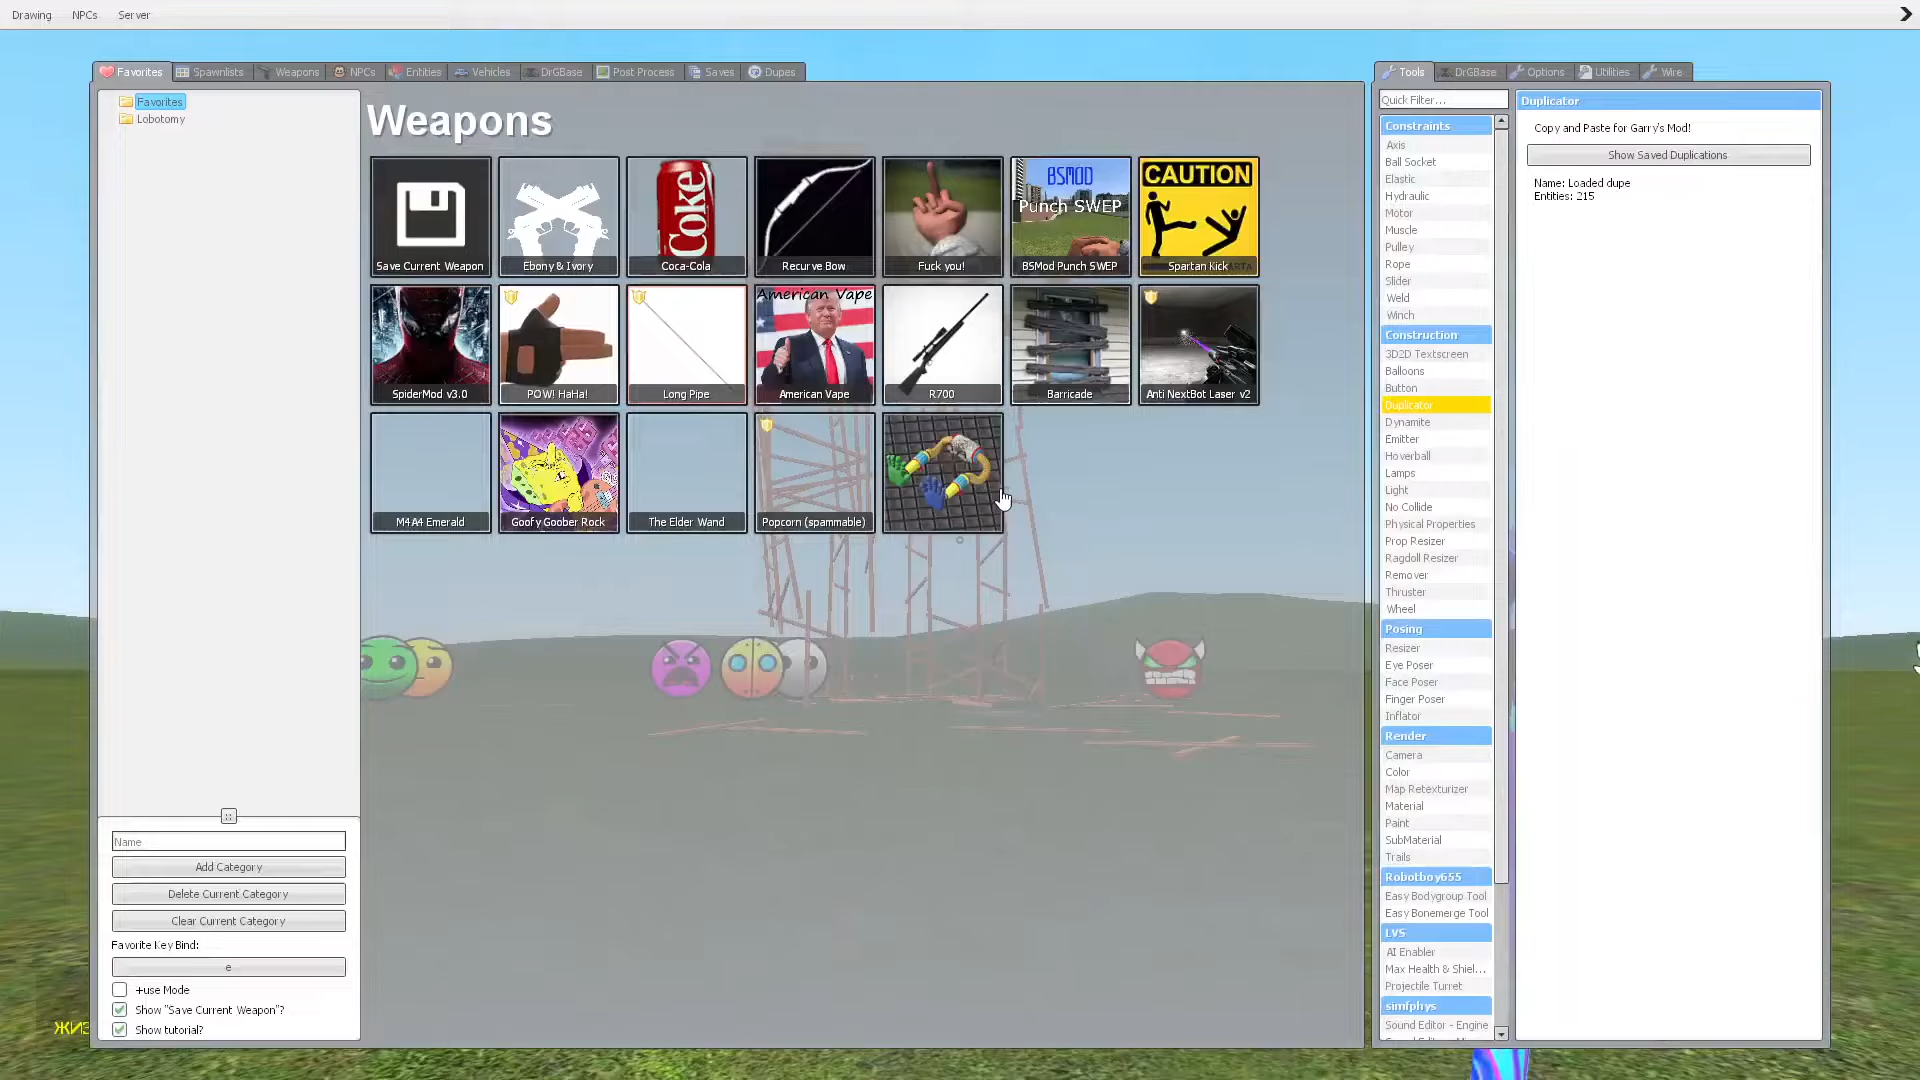 Drawing NPCs Server
Favorites Spawnlists Weapons NPCs Entities Vehicles DrGBase Post Process Saves Dupes
Favorites
Lobotomy
Weapons
Save Current Weapon
Ebony & Ivory
Coke
Coca-Cola
Recurve Bow
Fuck you!
BSMOD
Punch SWEP
BSMod Punch SWEP
CAUTION
Spartan Kick
SpiderMod v3.0
POW! HaHa!
Long Pipe
American Vape
American Vape
R700
Barricade
Anti NextBot Laser v2
M4A4 Emerald
Goofy Goober Rock
The Elder Wand
Popcorn (spammable)
Name
Add Category
Delete Current Category
Clear Current Category
Favorite Key Bind:
e
+use Mode
Show "Save Current Weapon"?
Show tutorial?
ЖИЗ
Tools DrGBase Options Utilities Wire
Quick Filter...
Constraints
Axis
Ball Socket
Elastic
Hydraulic
Motor
Muscle
Pulley
Rope
Slider
Weld
Winch
Construction
3D2D Textscreen
Balloons
Button
Duplicator
Dynamite
Emitter
Hoverball
Lamps
Light
No Collide
Physical Properties
Prop Resizer
Ragdoll Resizer
Remover
Thruster
Wheel
Posing
Resizer
Eye Poser
Face Poser
Finger Poser
Inflator
Render
Camera
Color
Map Retexturizer
Material
Paint
SubMaterial
Trails
Robotboy655
Easy Bodygroup Tool
Easy Bonemerge Tool
LVS
AI Enabler
Max Health & Shiel...
Projectile Turret
simfphys
Sound Editor - Engine
Duplicator
Copy and Paste for Garry's Mod!
Show Saved Duplications
Name: Loaded dupe
Entities: 215